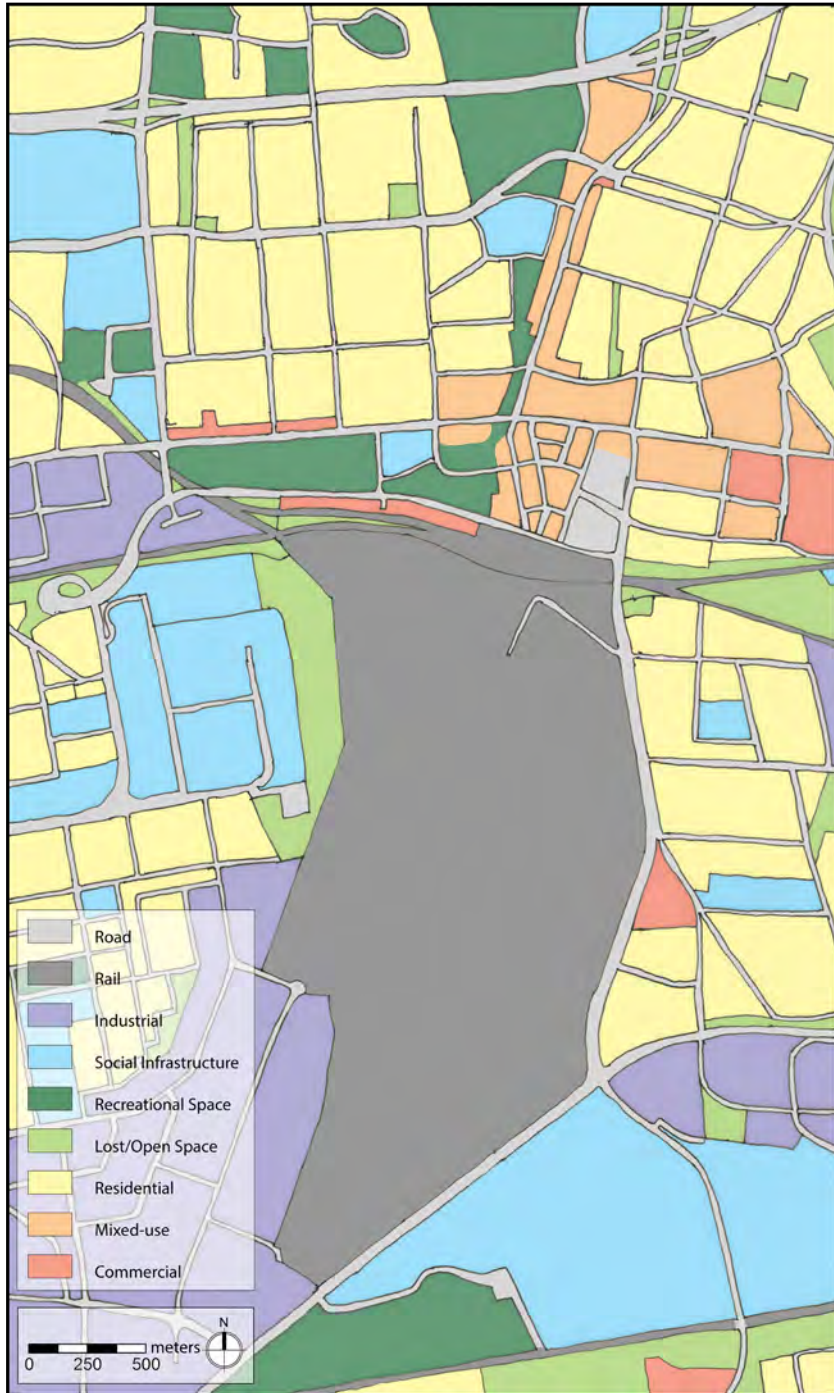 Road
Rail
Industrial
Social Infrastructure
Recreational Space
Lost/Open Space
Residential
Mixed-use
Commercial
N
meters
0 250 500